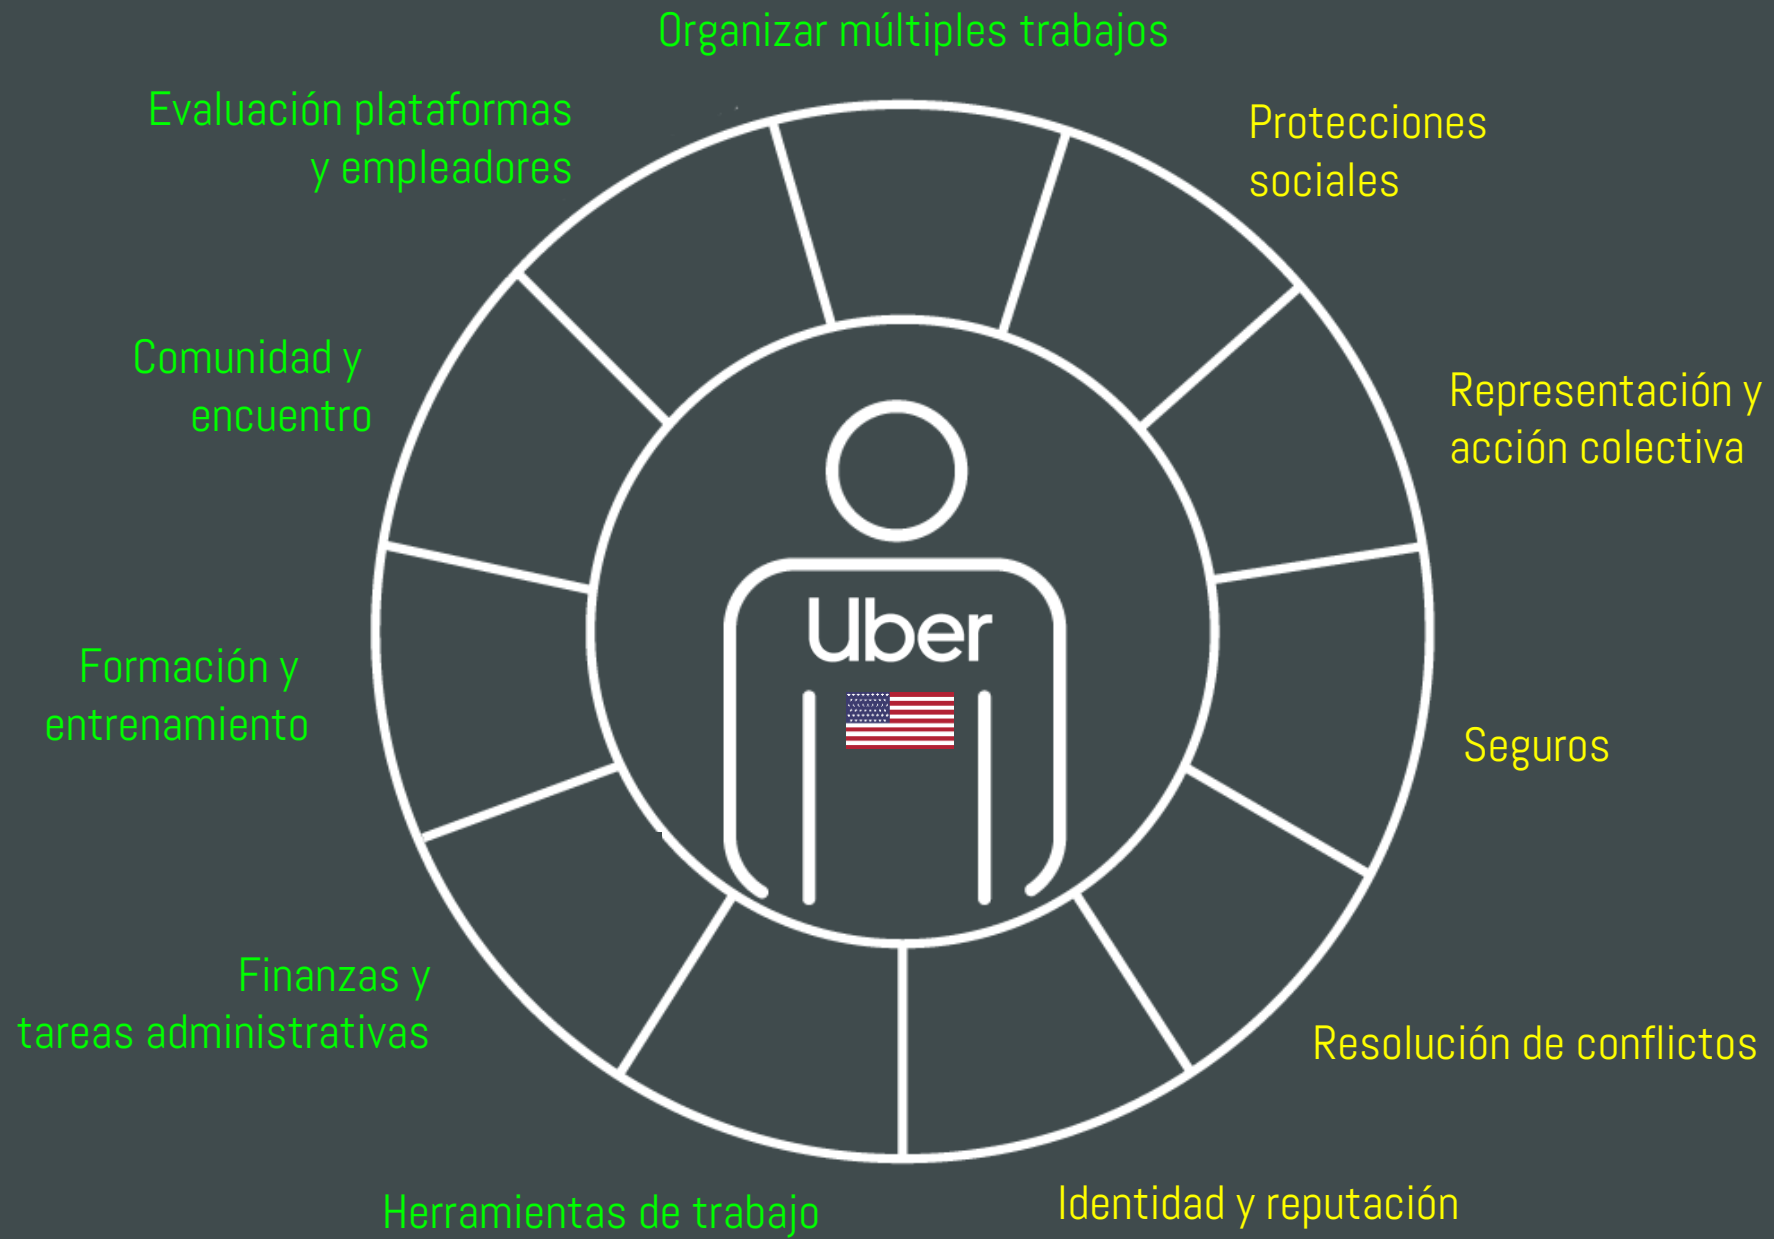 Organizar múltiples trabajos
Evaluación plataformas
y empleadores
Protecciones
sociales
Comunidad y
encuentro
Representación y
acción colectiva
Uber
Formación y
entrenamiento
Seguros
Finanzas y
tareas administrativas
Resolución de conflictos
Herramientas de trabajo
Identidad y reputación